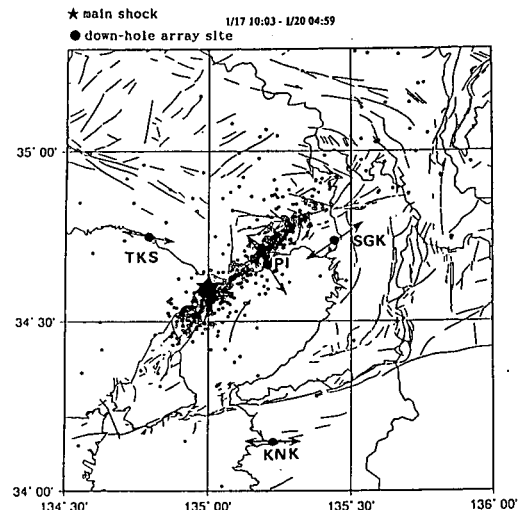 ★ main shock
1/17 10:03 - 1/20 04:59
● down-hole array site
35° 00'
TKS
PI
SGK
34° 30'
KNK
34° 00'
134° 30'
135° 00'
135° 30'
136° 00'